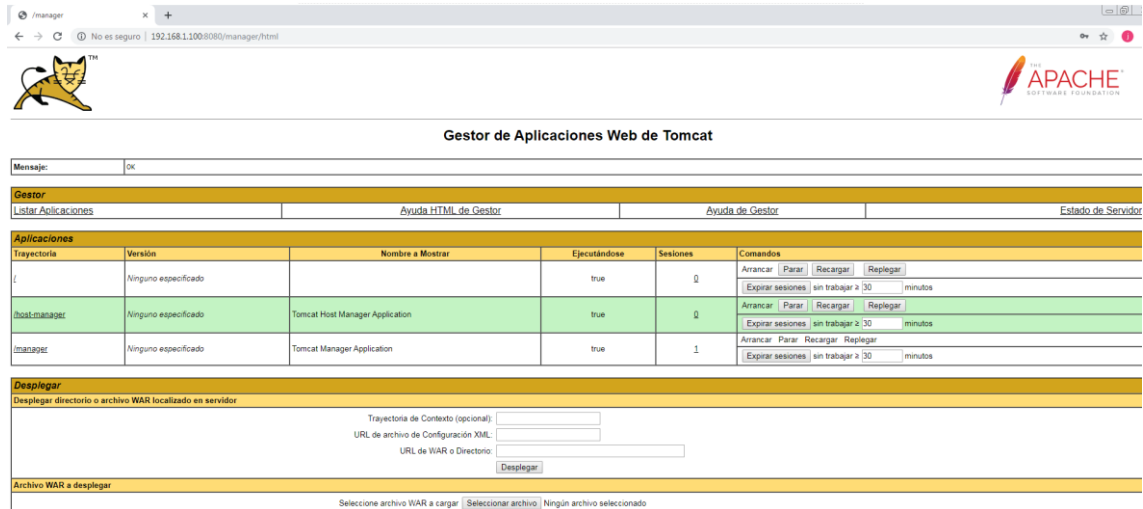 /manager
No es seguro | 192.168.1.100:8080/manager/html
TM
THE
APACHE
SOFTWARE FOUNDATION
Gestor de Aplicaciones Web de Tomcat
Mensaje: OK
Gestor
Listar Aplicaciones Ayuda HTML de Gestor Ayuda de Gestor Estado de Servidor
Aplicaciones
Trayectoria Versión Nombre a Mostrar Ejecutándose Sesiones Comandos
/ Ninguno especificado true 0 Arrancar Parar Recargar Replegar
Expirar sesiones sin trabajar ≥ 30 minutos
/host-manager Ninguno especificado Tomcat Host Manager Application true 0 Arrancar Parar Recargar Replegar
Expirar sesiones sin trabajar ≥ 30 minutos
/manager Ninguno especificado Tomcat Manager Application true 1 Arrancar Parar Recargar Replegar
Expirar sesiones sin trabajar ≥ 30 minutos
Desplegar
Desplegar directorio o archivo WAR localizado en servidor
Trayectoria de Contexto (opcional):
URL de archivo de Configuración XML:
URL de WAR o Directorio:
Desplegar
Archivo WAR a desplegar
Seleccione archivo WAR a cargar Seleccionar archivo Ningún archivo seleccionado